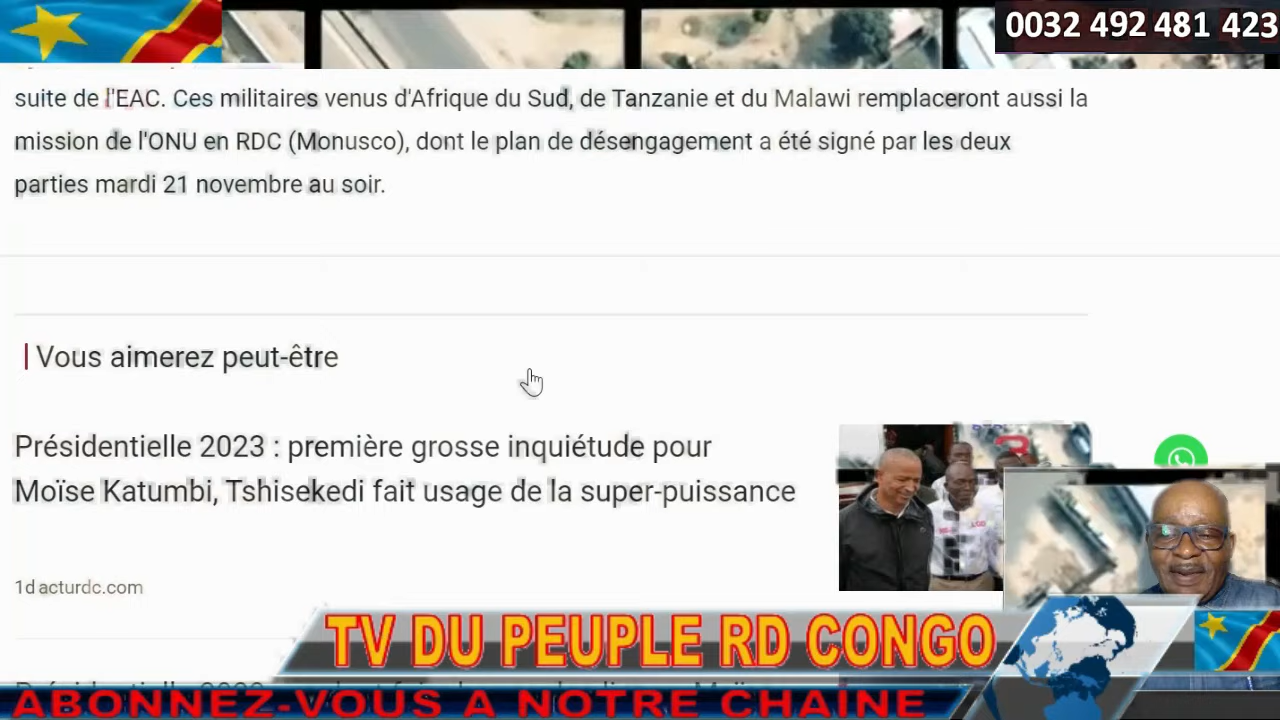 0032 492 481 423
suite de l'EAC. Ces militaires venus d'Afrique du Sud, de Tanzanie et du Malawi remplaceront aussi la
mission de l'ONU en RDC (Monusco), dont le plan de désengagement a été signé par les deux
parties mardi 21 novembre au soir.
Vous aimerez peut-être
Présidentielle 2023 : première grosse inquiétude pour
Moïse Katumbi, Tshisekedi fait usage de la super-puissance
1d acturdc.com
TV DU PEUPLE RD CONGO
ABONNEZ-VOUS A NOTRE CHAINE